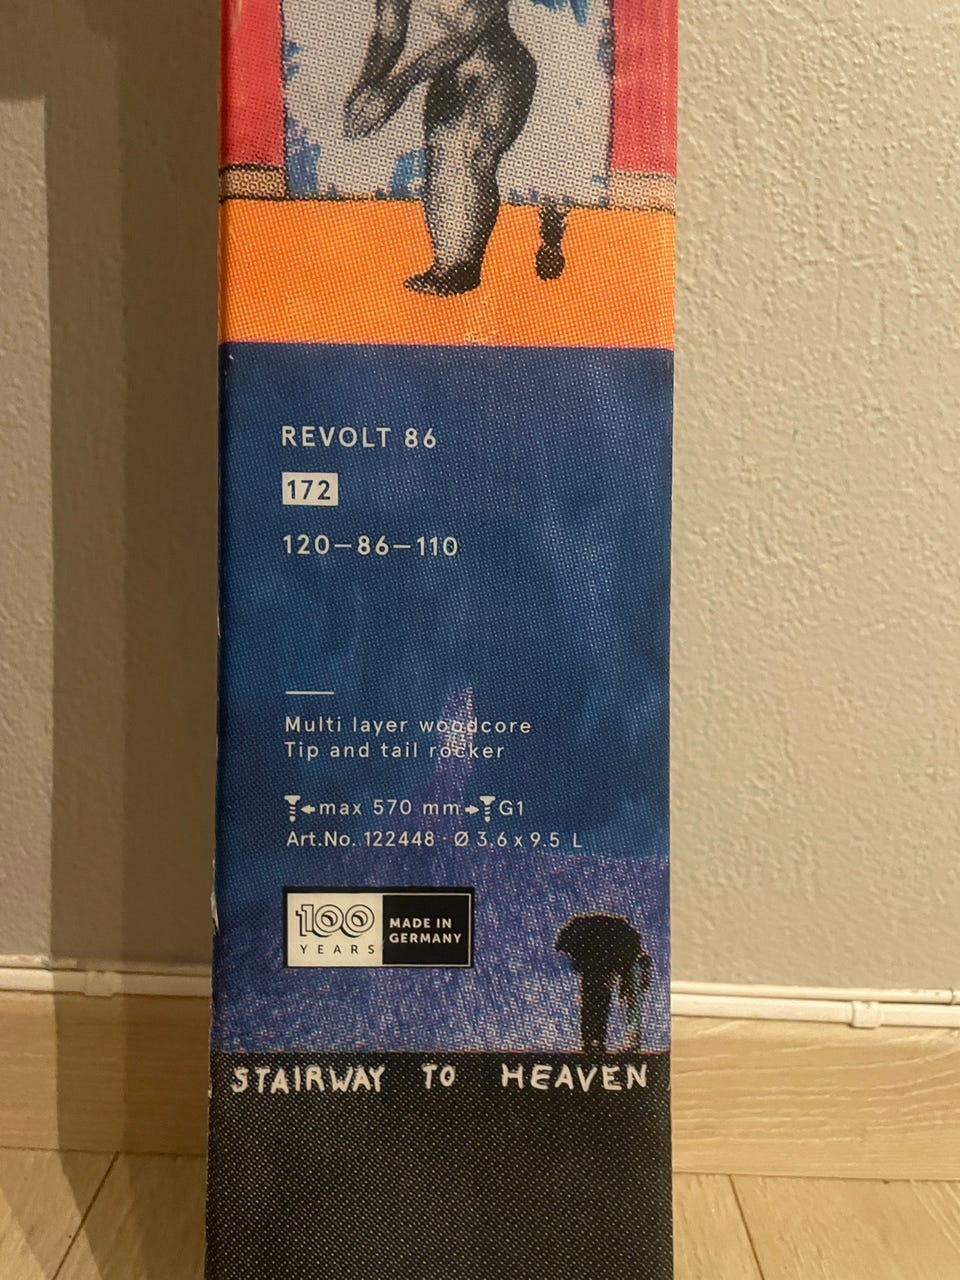 REVOLT 86
172
120–86–110
Multi layer woodcore
Tip and tail rocker
max 570 mm G1
Art.No. 122448 · Ø 3.6 x 9.5 L
100 YEARS
MADE IN GERMANY
STAIRWAY TO HEAVEN